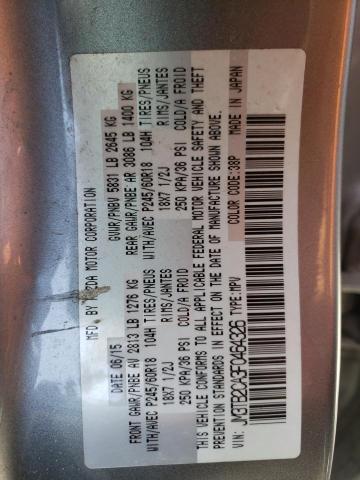 MFD. BY MAZDA MOTOR CORPORATION
GVWR/PNBV 5831 LB 2645 KG
DATE 06/15
REAR GAWR/PNBE AR 3086 LB 1400 KG
FRONT GAWR/PNBE AV 2813 LB 1276 KG
WITH/AVEC P245/60R18 104H TIRES/PNEUS
WITH/AVEC P245/60R18 104H TIRES/PNEUS
18X7 1/2J RIMS/JANTES
18X7 1/2J RIMS/JANTES
250 KPA/36 PSI COLD/A FROID
250 KPA/36 PSI COLD/A FROID
THIS VEHICLE CONFORMS TO ALL APPLICABLE FEDERAL MOTOR VEHICLE SAFETY AND THEFT
PREVENTION STANDARDS IN EFFECT ON THE DATE OF MANUFACTURE SHOWN ABOVE.
MADE IN JAPAN
VIN: JM3TB2CA3F0464326 TYPE:MPV COLOR CODE:38P